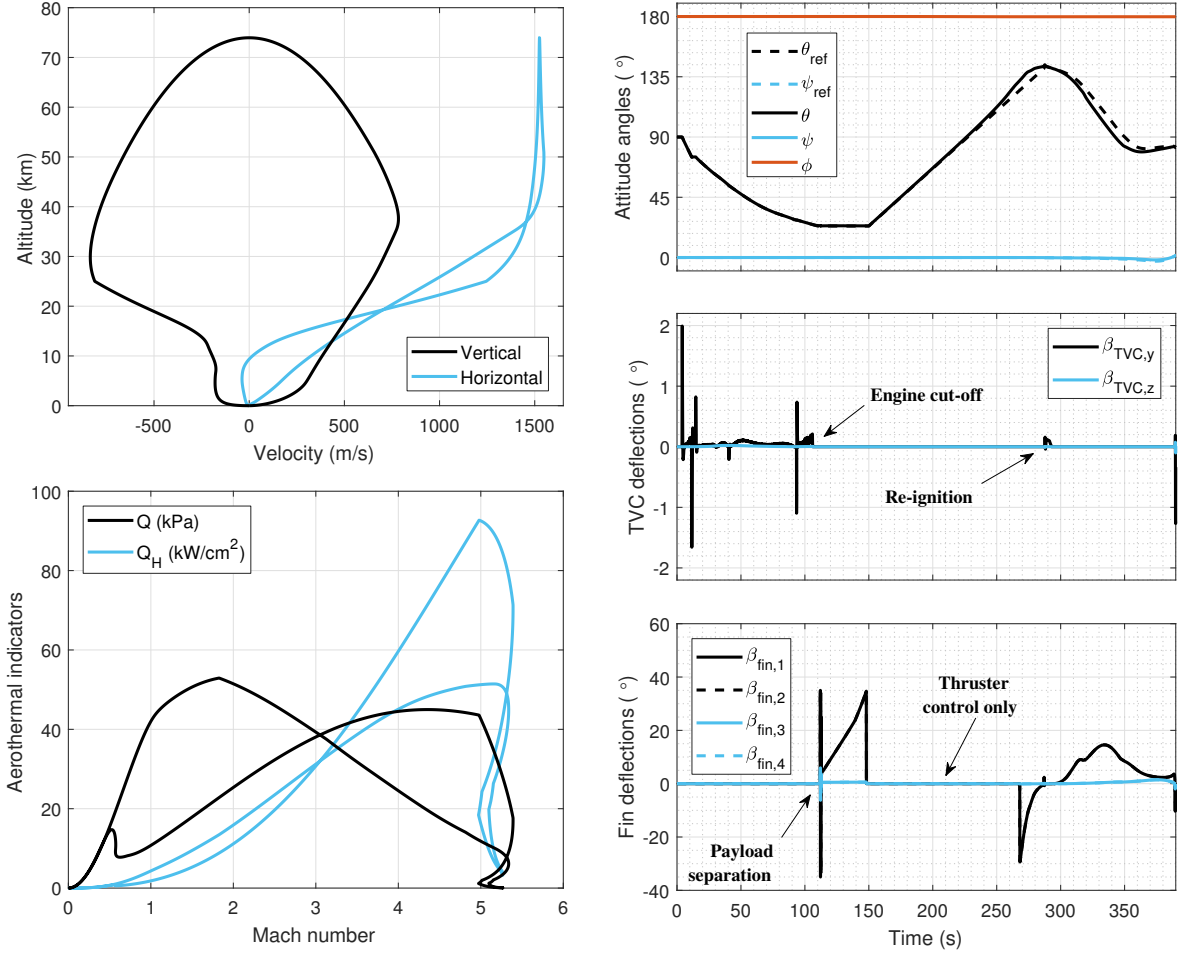 80
70
60
50
40
30
20
10
0
Altitude (km)
-500
0
500
1000
1500
Velocity (m/s)
Vertical
Horizontal
100
80
60
40
20
0
Aerothermal indicators
0
1
2
3
4
5
6
Mach number
Q (kPa)
Q_H (kW/cm²)
180
135
90
45
0
Attitude angles (°)
θ_ref
ψ_ref
θ
ψ
ϕ
2
1
0
-1
-2
TVC deflections (°)
β_TVC,y
β_TVC,z
Engine cut-off
Re-ignition
60
40
20
0
-20
-40
Fin deflections (°)
β_fin,1
β_fin,2
β_fin,3
β_fin,4
Thruster
control only
Payload
separation
0
50
100
150
200
250
300
350
Time (s)